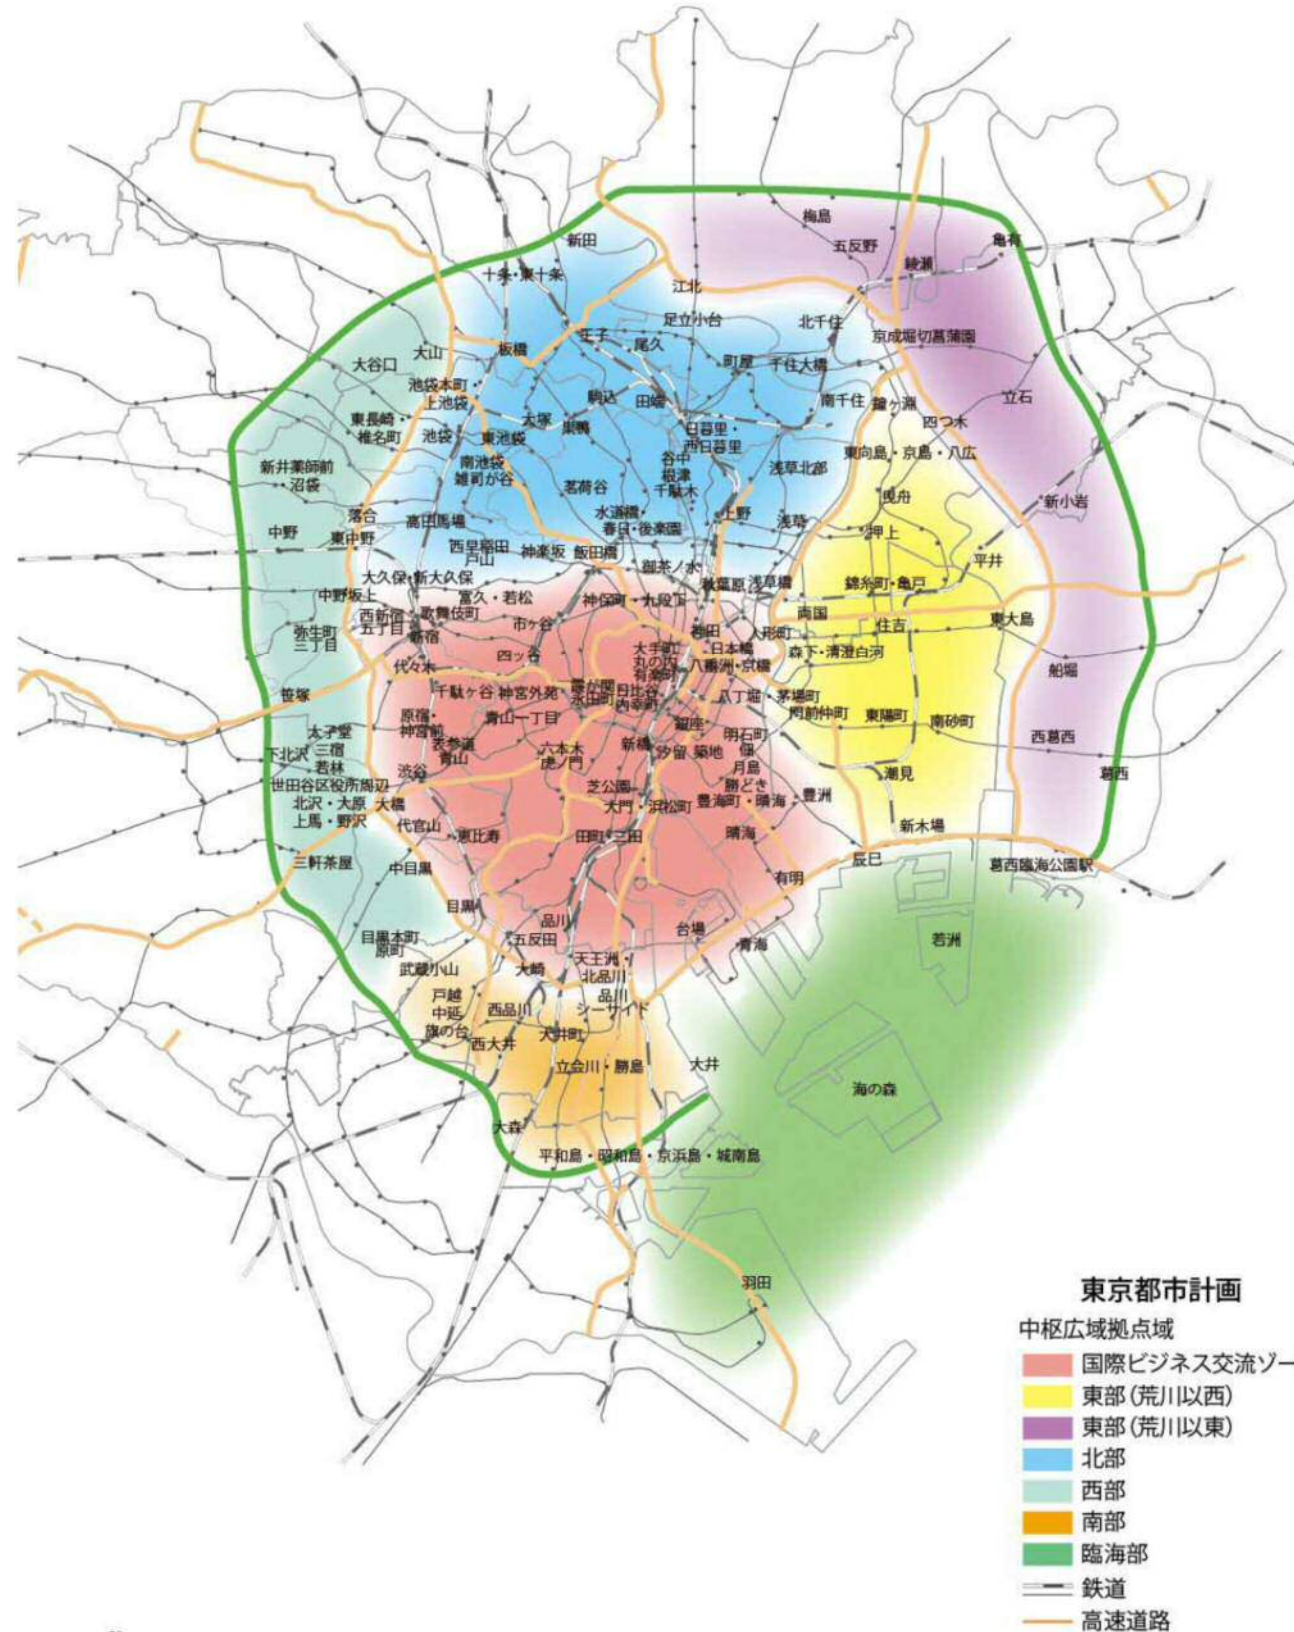 新田
梅島
五反野
亀有
綾瀬
十条・東十条
江北
足立小台
北千住
京成堀切菖蒲園
王子
尾久
大山
板橋
大谷口
町屋
千住大橋
池袋本町・
上池袋
駒込
田端
南千住
鐘ヶ淵
立石
四つ木
東長崎・
椎名町
池袋
大塚
東池袋
巣鴨
日暮里・
西日暮里
東向島・京島・八広
新井薬師前
・沼袋
南池袋
雑司が谷
谷中
根津
千駄木
浅草北部
茗荷谷
曳舟
新小岩
落合
高田馬場
水道橋・
春日・後楽園
上野
浅草
押上
中野
東中野
西早稲田
戸山
神楽坂
飯田橋
御茶ノ水
平井
大久保・新大久保
秋葉原
浅草橋
錦糸町・亀戸
中野坂上
富久・若松
神保町・九段下
西新宿
五丁目
歌舞伎町
新宿
市ヶ谷
両国
住吉
東大島
弥生町
三丁目
岩田
人形町
四ッ谷
大手町
丸の内
有楽町
日本橋
八重洲・京橋
森下・清澄白河
代々木
船堀
笹塚
千駄ヶ谷
神宮外苑
霞が関
永田町
日比谷
内幸町
八丁堀・茅場町
門前仲町
東陽町
南砂町
原宿・
神宮前
青山一丁目
銀座
明石町
佃
月島
勝どき
豊海町・晴海
西葛西
葛西
太子堂
三宿
若林
下北沢
表参道
青山
六本木
虎ノ門
新橋
汐留
築地
渋谷
世田谷区役所周辺
北沢・大原
上馬・野沢
芝公園
大門・浜松町
潮見
豊洲
大橋
代官山
恵比寿
田町・三田
晴海
新木場
三軒茶屋
中目黒
有明
辰巳
葛西臨海公園駅
目黒
品川
五反田
台場
青海
若洲
目黒本町
原町
武蔵小山
大崎
天王洲・
北品川
品川
シーサイド
戸越
中延
旗の台
西品川
西大井
大井町
立会川・勝島
大井
海の森
大森
平和島・昭和島・京浜島・城南島
羽田
東京都市計画
中枢広域拠点域
国際ビジネス交流ゾー
東部(荒川以西)
東部(荒川以東)
北部
西部
南部
臨海部
鉄道
高速道路